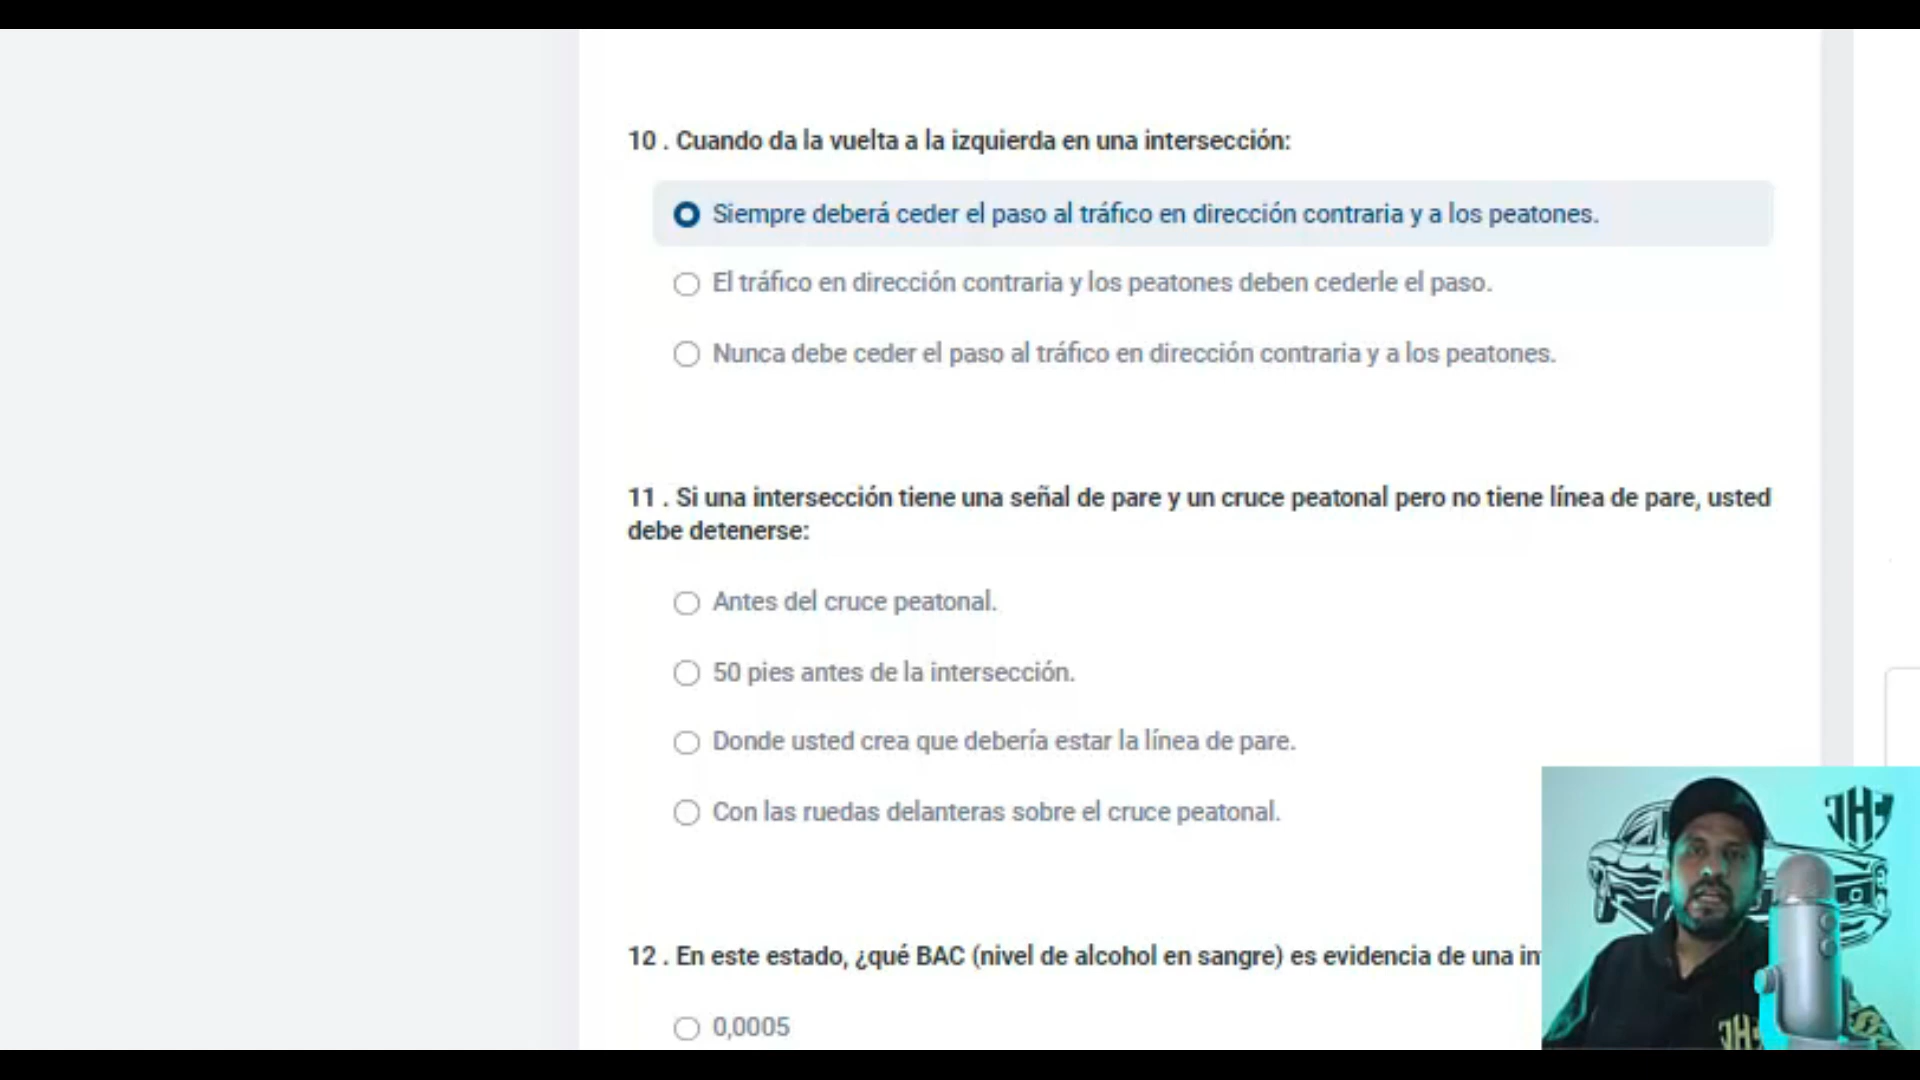 10 . Cuando da la vuelta a la izquierda en una intersección:
Siempre deberá ceder el paso al tráfico en dirección contraria y a los peatones.
El tráfico en dirección contraria y los peatones deben cederle el paso.
Nunca debe ceder el paso al tráfico en dirección contraria y a los peatones.
11 . Si una intersección tiene una señal de pare y un cruce peatonal pero no tiene línea de pare, usted
debe detenerse:
Antes del cruce peatonal.
50 pies antes de la intersección.
Donde usted crea que debería estar la línea de pare.
Con las ruedas delanteras sobre el cruce peatonal.
12 . En este estado, ¿qué BAC (nivel de alcohol en sangre) es evidencia de una
0,0005